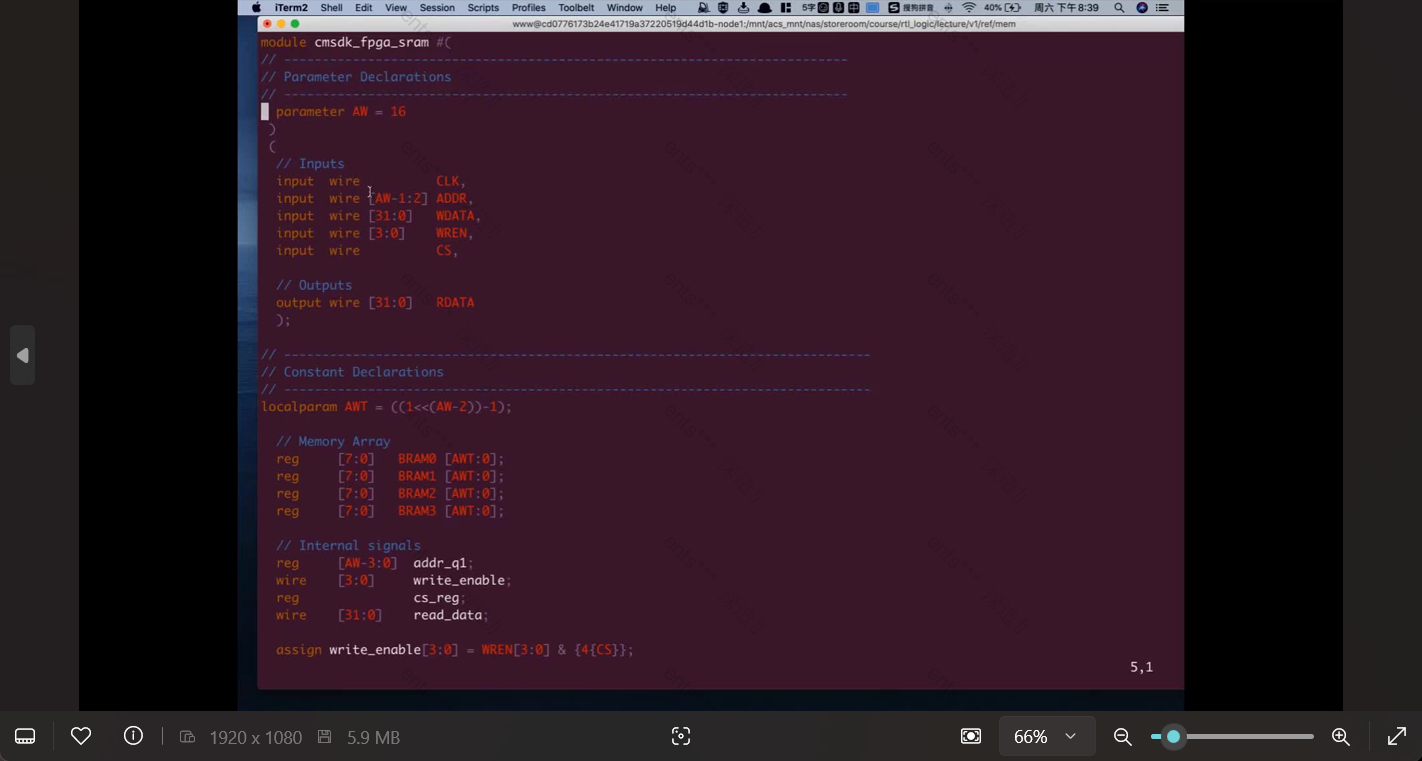 iTerm2 Shell Edit View Session Scripts Profiles Toolbelt Window Help 5字 中 搜狗拼音 40% 周六 下午8:39
www@cd0776173b24e41719a37220519d44d1b-node1:/mnt/acs_mnt/nas/storeroom/course/rtl_logic/lecture/v1/ref/mem
module cmsdk_fpga_sram #(
// --------------------------------------------------------------------------
// Parameter Declarations
// --------------------------------------------------------------------------
parameter AW = 16
)
(
// Inputs
input wire CLK,
input wire [AW-1:2] ADDR,
input wire [31:0] WDATA,
input wire [3:0] WREN,
input wire CS,
// Outputs
output wire [31:0] RDATA
);
// -----------------------------------------------------------------------------
// Constant Declarations
// -----------------------------------------------------------------------------
localparam AWT = ((1<<(AW-2))-1);
// Memory Array
reg [7:0] BRAM0 [AWT:0];
reg [7:0] BRAM1 [AWT:0];
reg [7:0] BRAM2 [AWT:0];
reg [7:0] BRAM3 [AWT:0];
// Internal signals
reg [AW-3:0] addr_q1;
wire [3:0] write_enable;
reg cs_reg;
wire [31:0] read_data;
assign write_enable[3:0] = WREN[3:0] & {4{CS}};
5,1
1920 x 1080 5.9 MB 66%